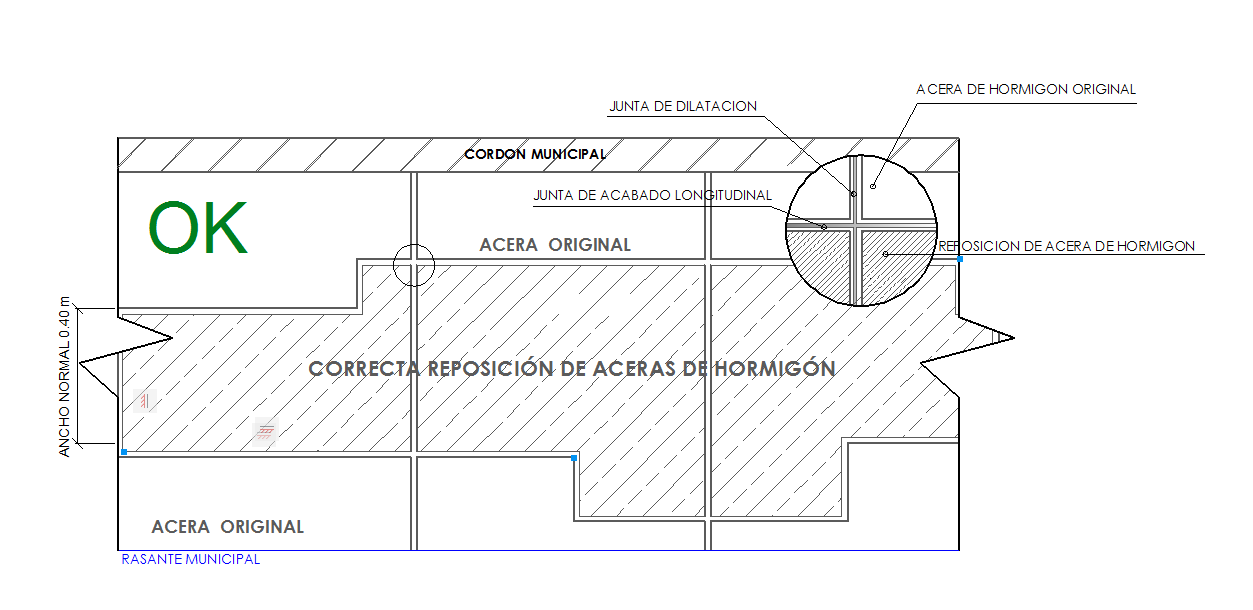 ACERA DE HORMIGON ORIGINAL
JUNTA DE DILATACION
CORDON MUNICIPAL
JUNTA DE ACABADO LONGITUDINAL
OK
ACERA ORIGINAL
REPOSICION DE ACERA DE HORMIGON
ANCHO NORMAL 0.40 m
CORRECTA REPOSICIÓN DE ACERAS DE HORMIGÓN
ACERA ORIGINAL
RASANTE MUNICIPAL